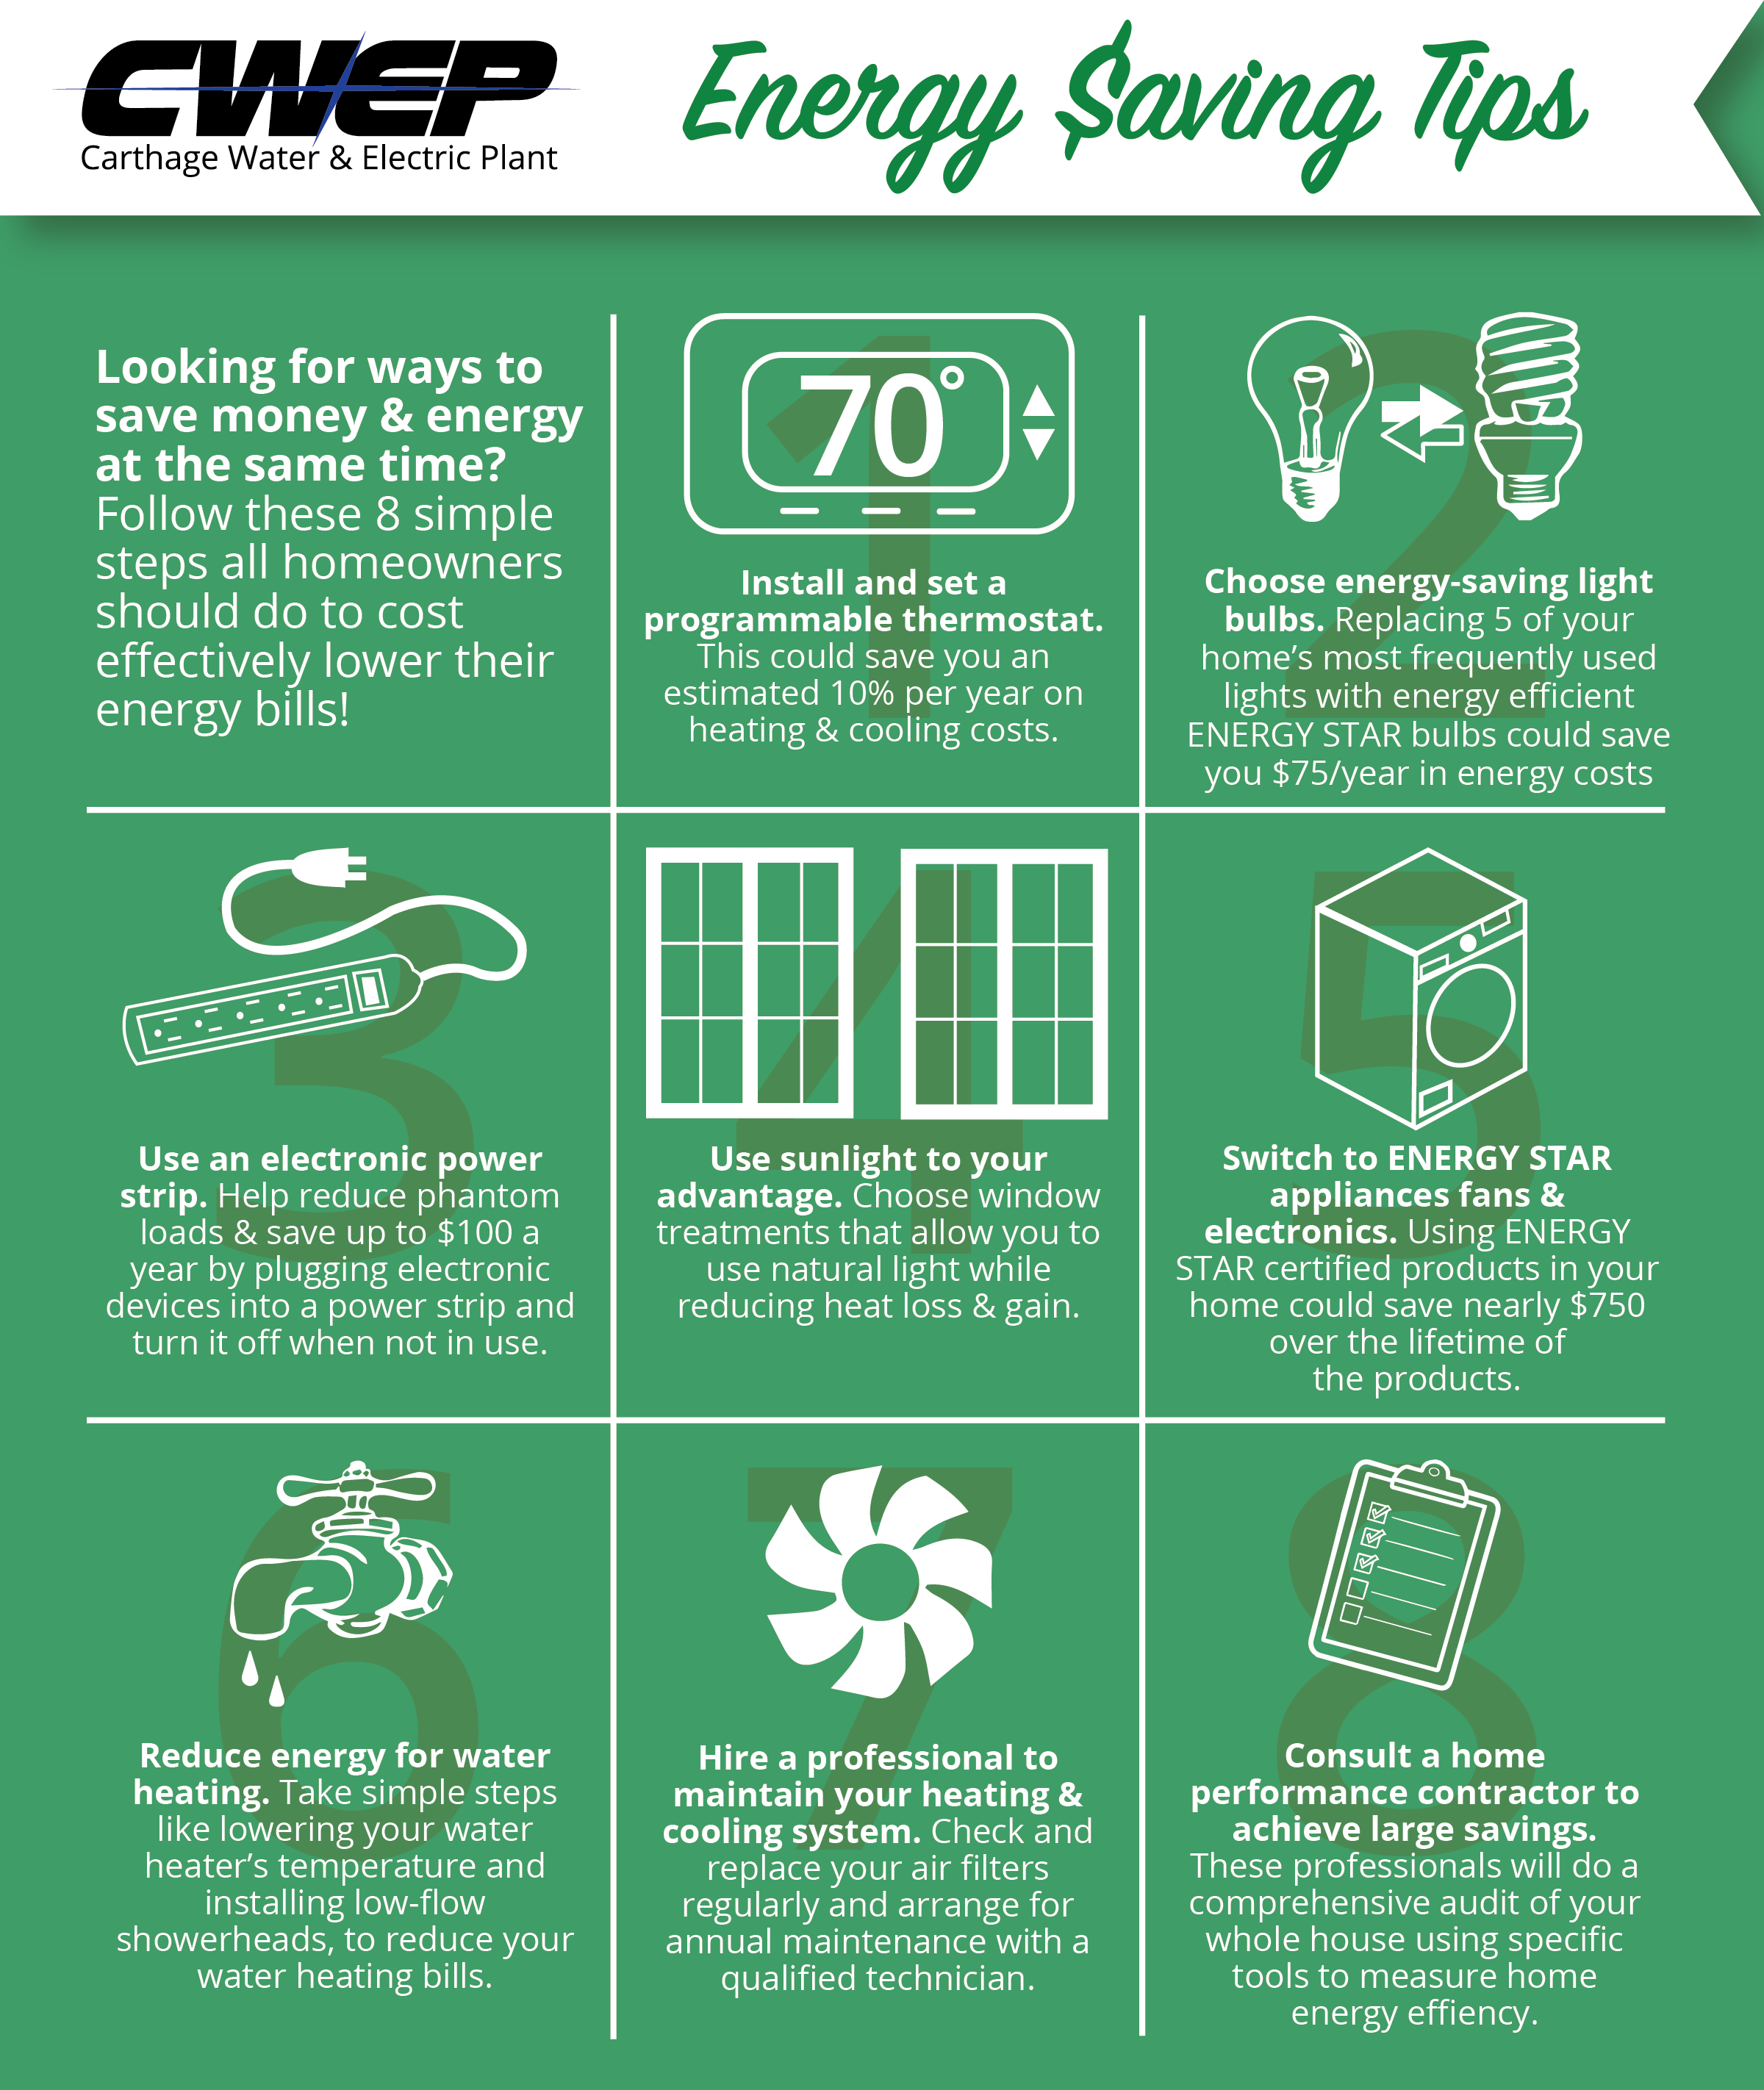 CWEP
Carthage Water & Electric Plant
Energy $aving Tips
Looking for ways to
save money & energy
at the same time?
Follow these 8 simple
steps all homeowners
should do to cost
effectively lower their
energy bills!
1
70°
Install and set a
programmable thermostat.
This could save you an
estimated 10% per year on
heating & cooling costs.
2
Choose energy-saving light
bulbs. Replacing 5 of your
home’s most frequently used
lights with energy efficient
ENERGY STAR bulbs could save
you $75/year in energy costs
3
Use an electronic power
strip. Help reduce phantom
loads & save up to $100 a
year by plugging electronic
devices into a power strip and
turn it off when not in use.
4
Use sunlight to your
advantage. Choose window
treatments that allow you to
use natural light while
reducing heat loss & gain.
5
Switch to ENERGY STAR
appliances fans &
electronics. Using ENERGY
STAR certified products in your
home could save nearly $750
over the lifetime of
the products.
6
Reduce energy for water
heating. Take simple steps
like lowering your water
heater’s temperature and
installing low-flow
showerheads, to reduce your
water heating bills.
7
Hire a professional to
maintain your heating &
cooling system. Check and
replace your air filters
regularly and arrange for
annual maintenance with a
qualified technician.
8
Consult a home
performance contractor to
achieve large savings.
These professionals will do a
comprehensive audit of your
whole house using specific
tools to measure home
energy effiency.